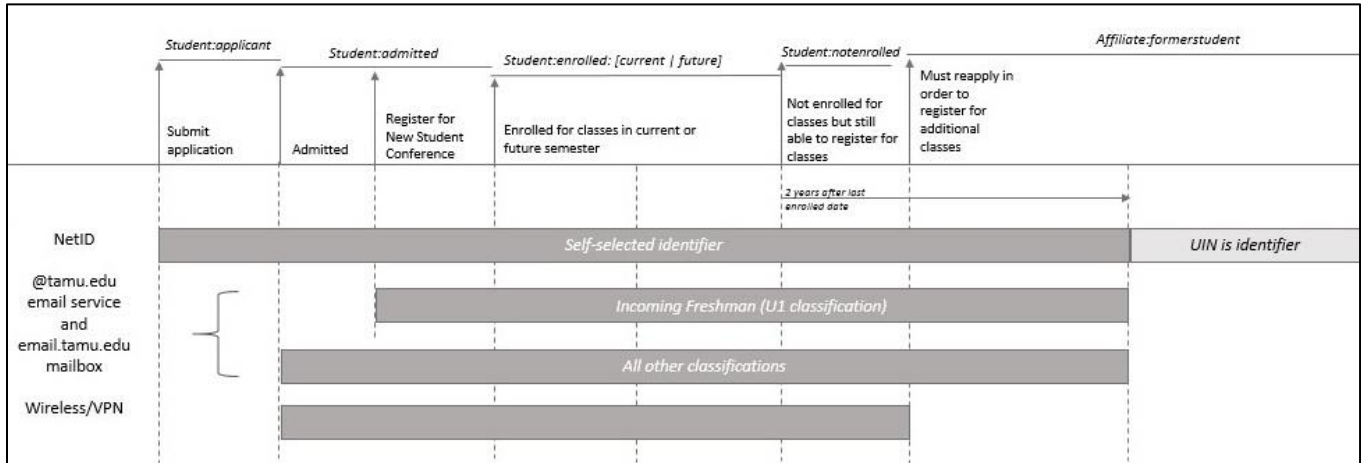 Student:applicant
Student:admitted
Student:enrolled: [current | future]
Student:notenrolled
Affiliate:formerstudent
Submit
application
Admitted
Register for
New Student
Conference
Enrolled for classes in current or
future semester
Not enrolled for
classes but still
able to register for
classes
Must reapply in
order to
register for
additional
classes
2 years after last
enrolled date
NetID
Self-selected identifier
UIN is identifier
@tamu.edu
email service
and
email.tamu.edu
mailbox
Incoming Freshman (U1 classification)
All other classifications
Wireless/VPN